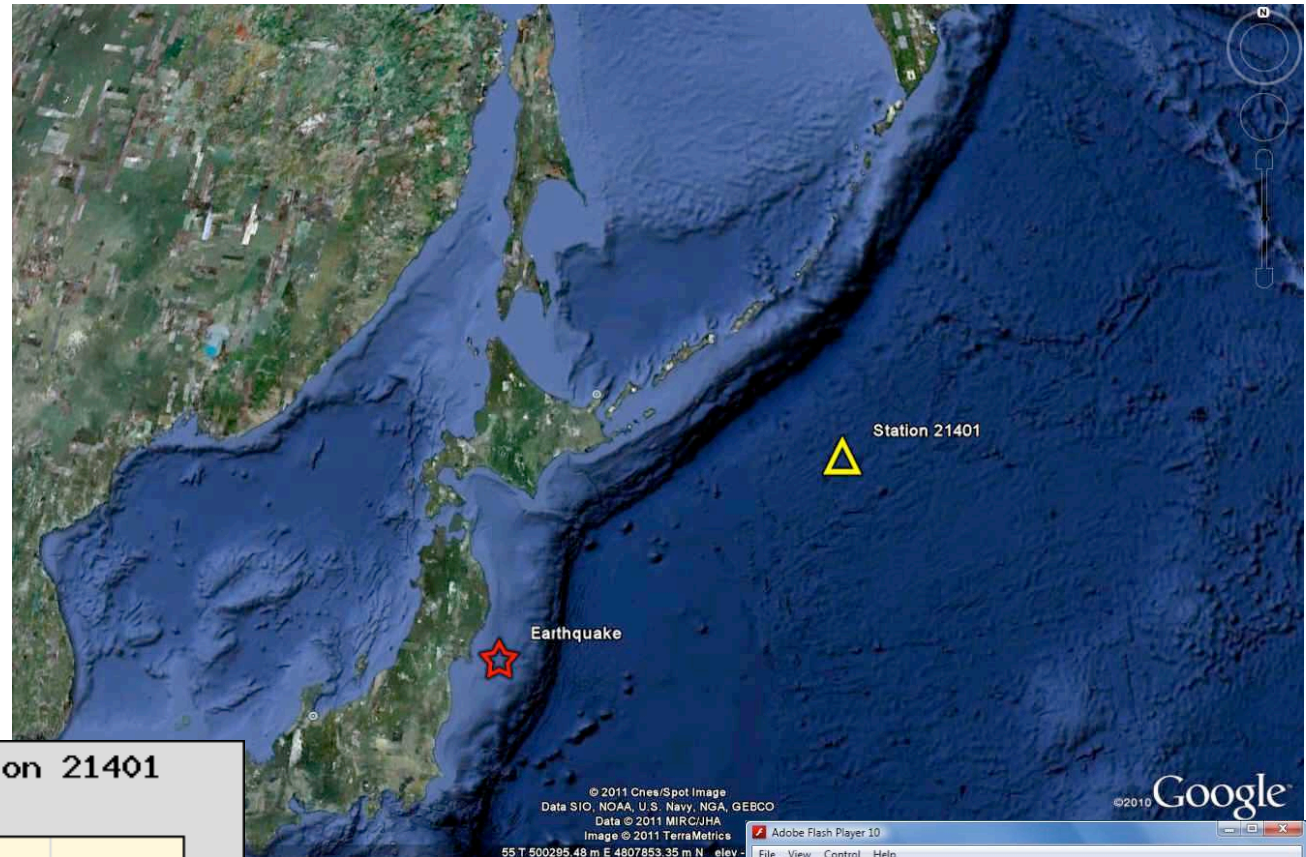 N
Station 21401
Earthquake
on 21401
© 2011 Cnes/Spot Image
Data SIO, NOAA, U.S. Navy, NGA, GEBCO
Data © 2011 MIRC/JHA
Image © 2011 TerraMetrics
55 T 500295.48 m E 4807853.35 m N elev -
©2010 Google
Adobe Flash Player 10
File View Control Help